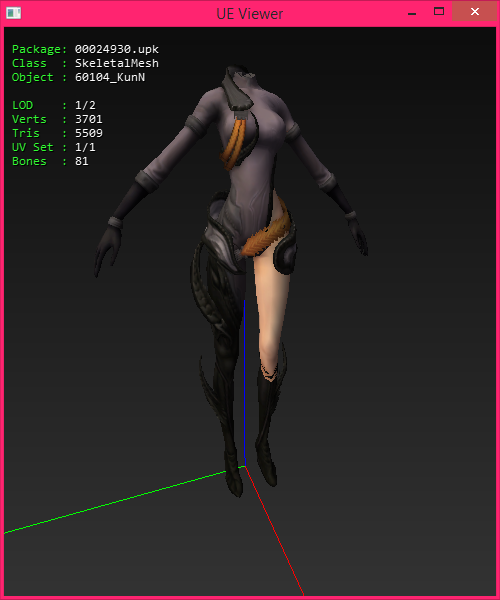 UE Viewer
Package: 00024930.upk
Class  : SkeletalMesh
Object : 60104_KunN
LOD    : 1/2
Verts  : 3701
Tris   : 5509
UV Set : 1/1
Bones  : 81